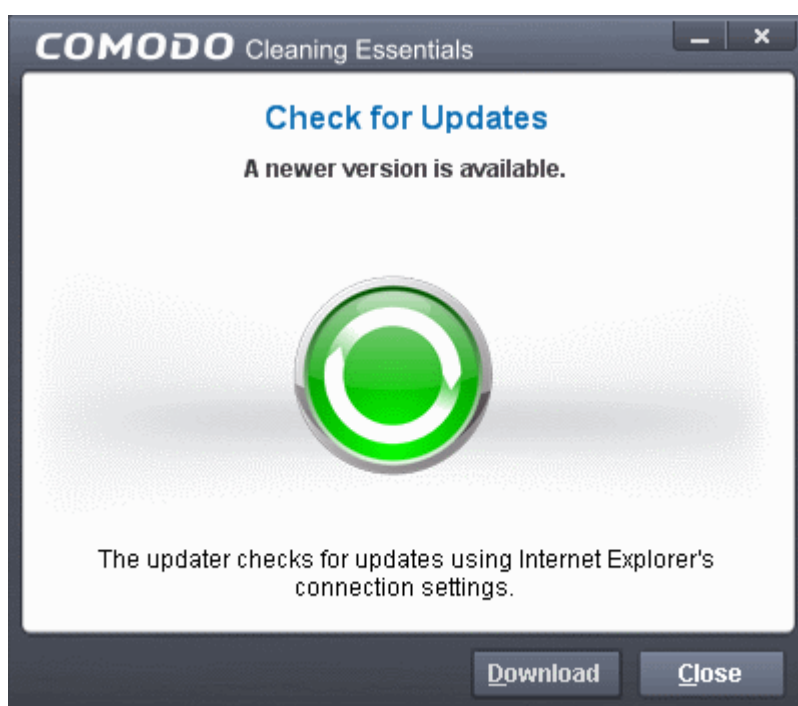 COMODO Cleaning Essentials
Check for Updates
A newer version is available.
The updater checks for updates using Internet Explorer's
connection settings.
Download Close